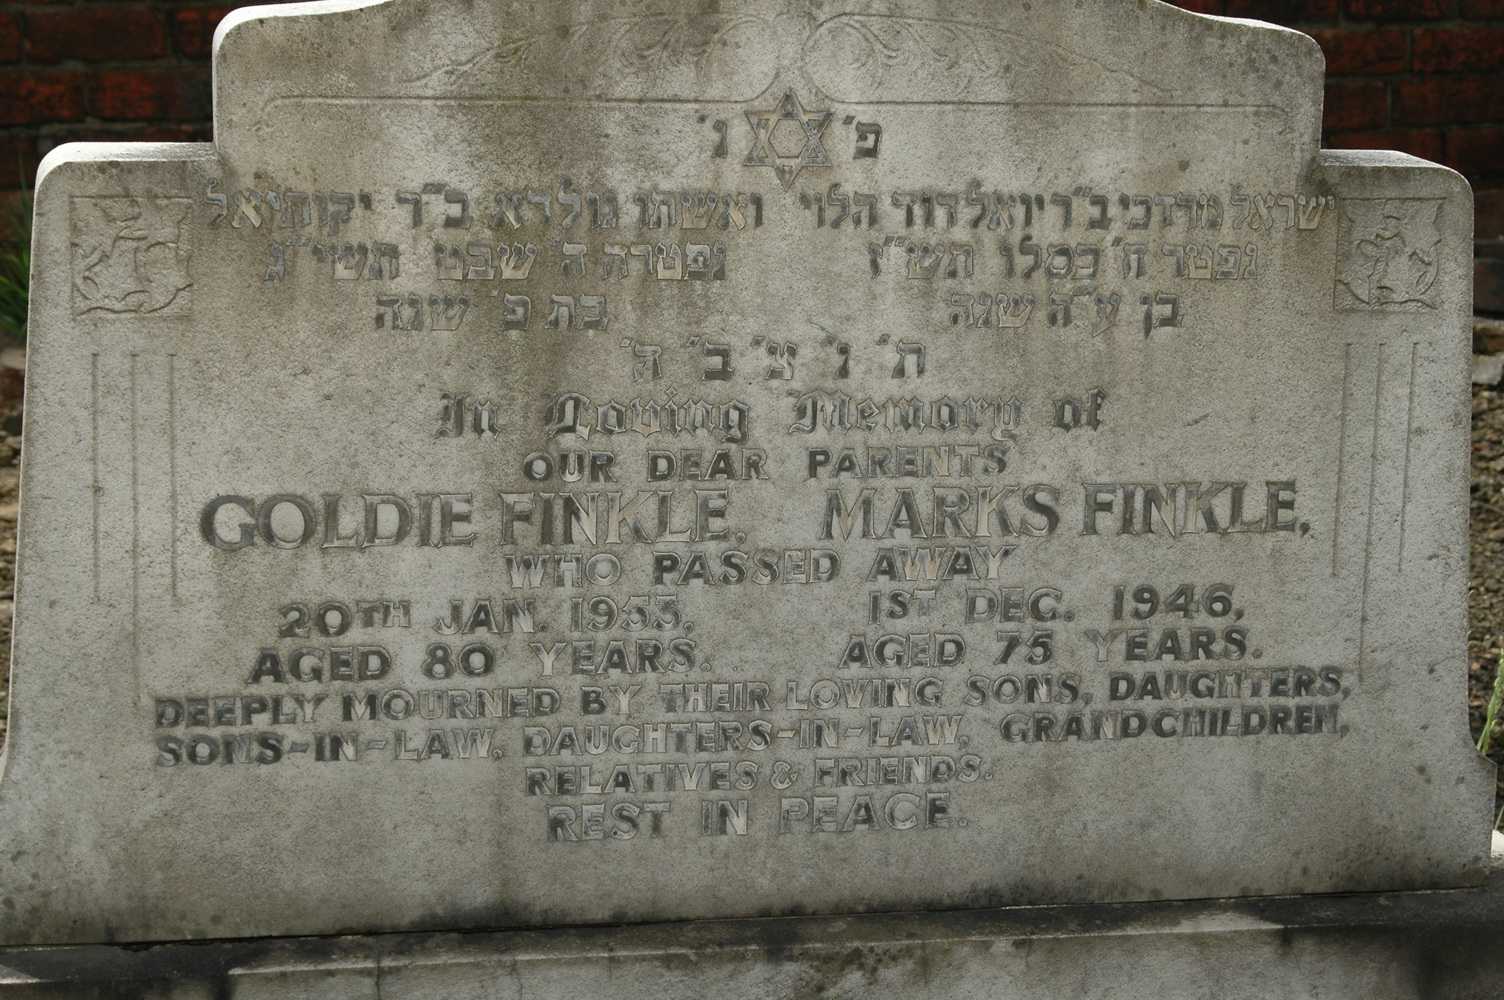 פ׳ נ׳
ישראל מרדכי ב״ר יואל דוד הלוי ואשתו גולדא ב״ר יקותיאל
נפטר ח׳ כסלו תש״ז נפטרה ה׳ שבט תשי״ג
בן ע״ה שנה בת פ׳ שנה
ת׳ נ׳ צ׳ ב׳ ה׳
In Loving Memory of
OUR DEAR PARENTS
GOLDIE FINKLE, MARKS FINKLE,
WHO PASSED AWAY
20TH JAN. 1953, 1ST DEC. 1946,
AGED 80 YEARS. AGED 75 YEARS.
DEEPLY MOURNED BY THEIR LOVING SONS, DAUGHTERS,
SONS-IN-LAW, DAUGHTERS-IN-LAW, GRANDCHILDREN,
RELATIVES & FRIENDS.
REST IN PEACE.